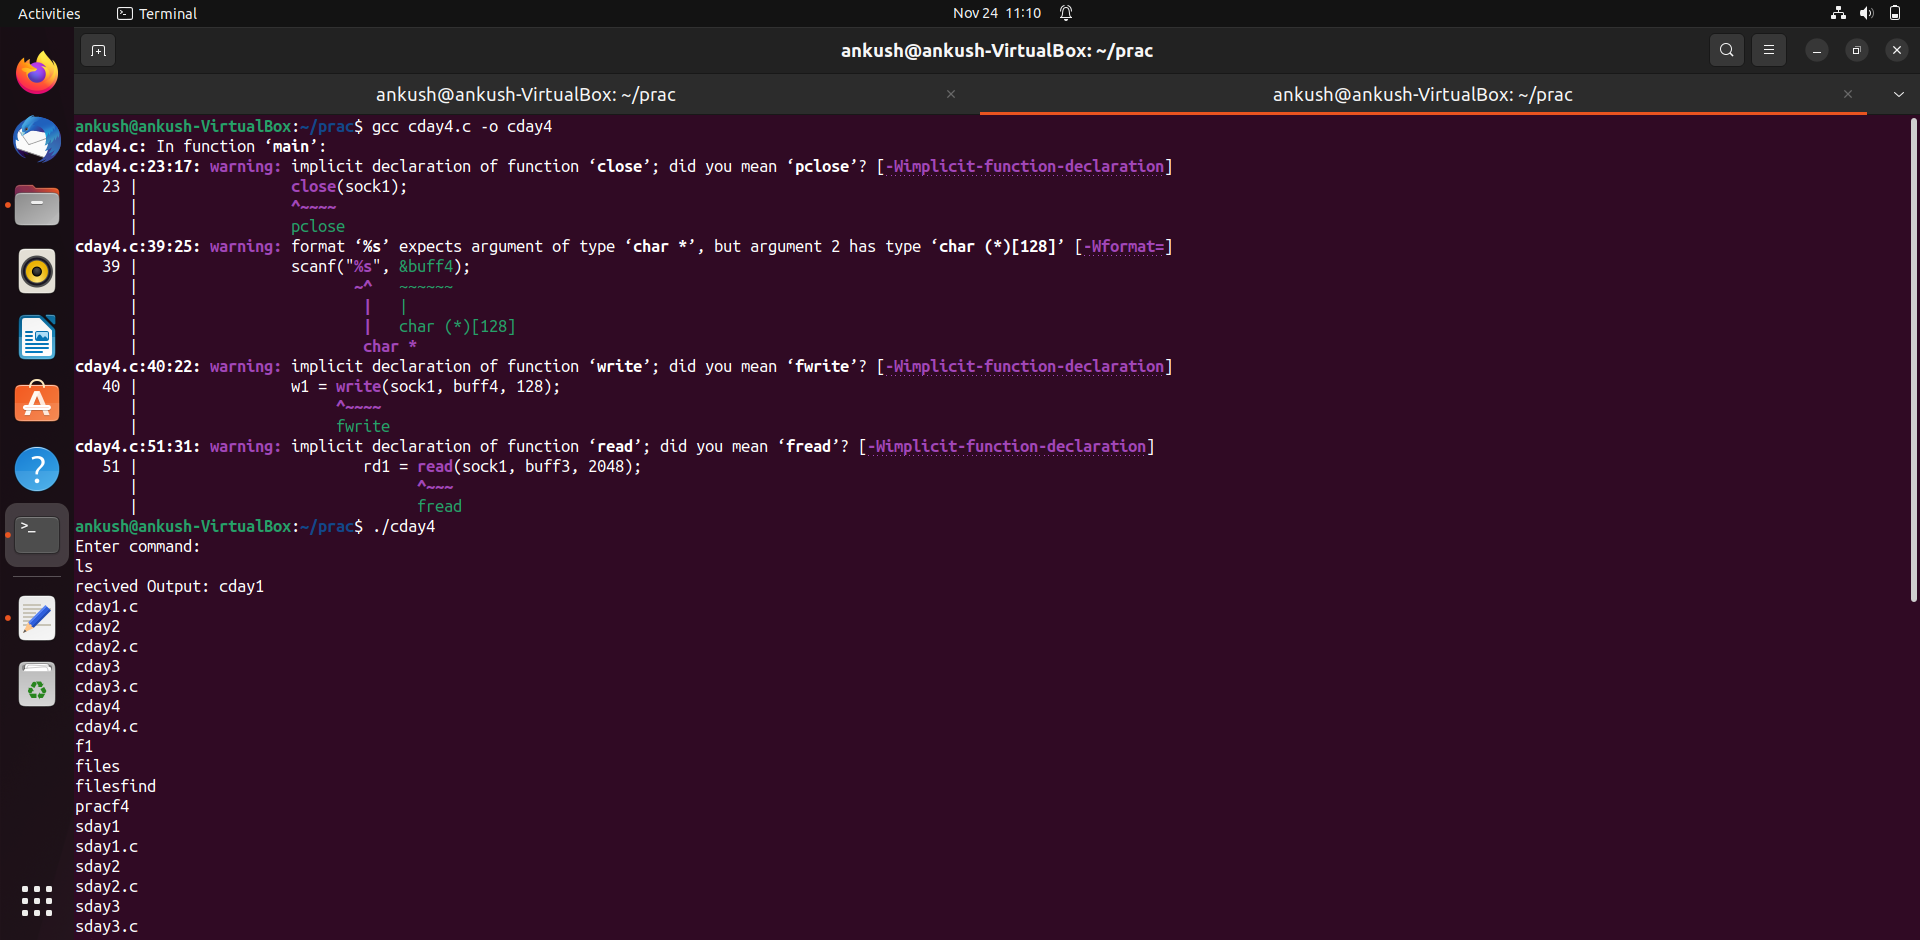 Activities
Terminal
Nov 24 11:10
ankush@ankush-VirtualBox: ~/prac
ankush@ankush-VirtualBox: ~/prac
ankush@ankush-VirtualBox: ~/prac
ankush@ankush-VirtualBox:~/prac$ gcc cday4.c -o cday4
cday4.c: In function ‘main’:
cday4.c:23:17: warning: implicit declaration of function ‘close’; did you mean ‘pclose’? [-Wimplicit-function-declaration]
   23 |                 close(sock1);
      |                 ^~~~~
      |                 pclose
cday4.c:39:25: warning: format ‘%s’ expects argument of type ‘char *’, but argument 2 has type ‘char (*)[128]’ [-Wformat=]
   39 |                 scanf("%s", &buff4);
      |                        ~^   ~~~~~~
      |                         |   |
      |                         |   char (*)[128]
      |                         char *
cday4.c:40:22: warning: implicit declaration of function ‘write’; did you mean ‘fwrite’? [-Wimplicit-function-declaration]
   40 |                 w1 = write(sock1, buff4, 128);
      |                      ^~~~~
      |                      fwrite
cday4.c:51:31: warning: implicit declaration of function ‘read’; did you mean ‘fread’? [-Wimplicit-function-declaration]
   51 |                         rd1 = read(sock1, buff3, 2048);
      |                               ^~~~
      |                               fread
ankush@ankush-VirtualBox:~/prac$ ./cday4
Enter command:
ls
recived Output: cday1
cday1.c
cday2
cday2.c
cday3
cday3.c
cday4
cday4.c
f1
files
filesfind
pracf4
sday1
sday1.c
sday2
sday2.c
sday3
sday3.c